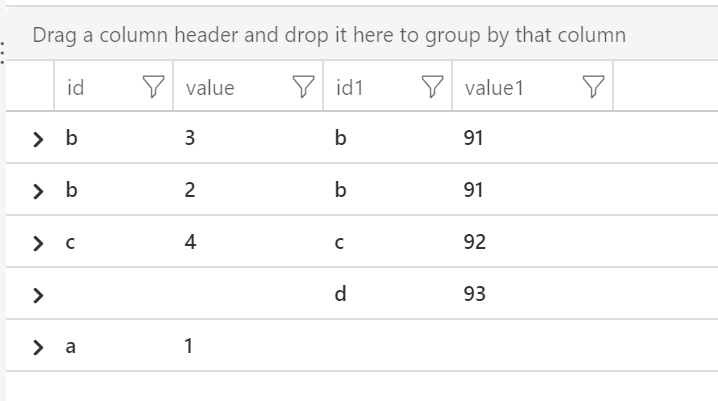 Drag a column header and drop it here to group by that column
id value id1 value1
b 3 b 91
b 2 b 91
c 4 c 92
d 93
a 1